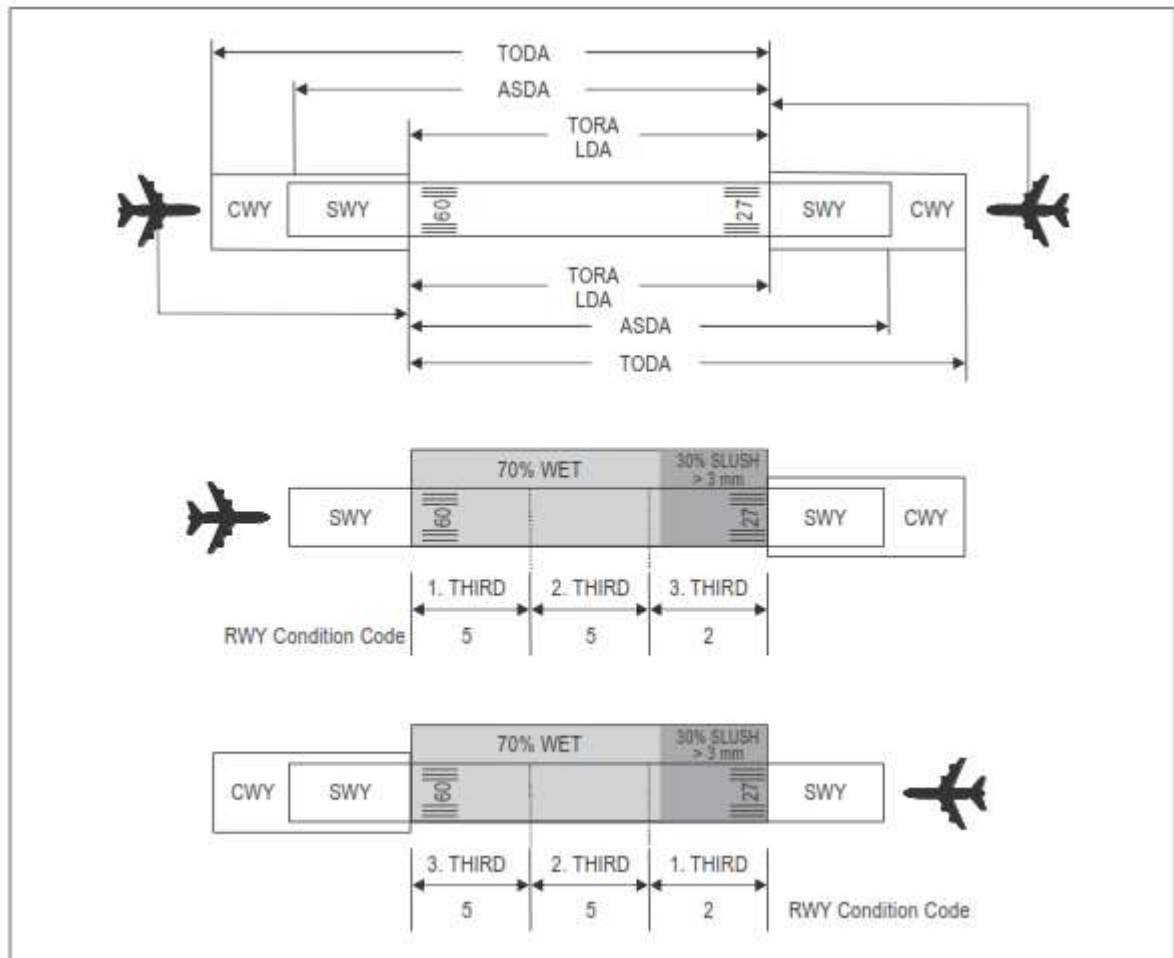 TODA
ASDA
TORA
LDA
CWY SWY 09 27 SWY CWY
TORA
LDA
ASDA
TODA
70% WET 30% SLUSH
> 3 mm
SWY 09 27 SWY CWY
1. THIRD 2. THIRD 3. THIRD
RWY Condition Code 5 5 2
70% WET 30% SLUSH
> 3 mm
CWY SWY 09 27 SWY
3. THIRD 2. THIRD 1. THIRD
5 5 2 RWY Condition Code